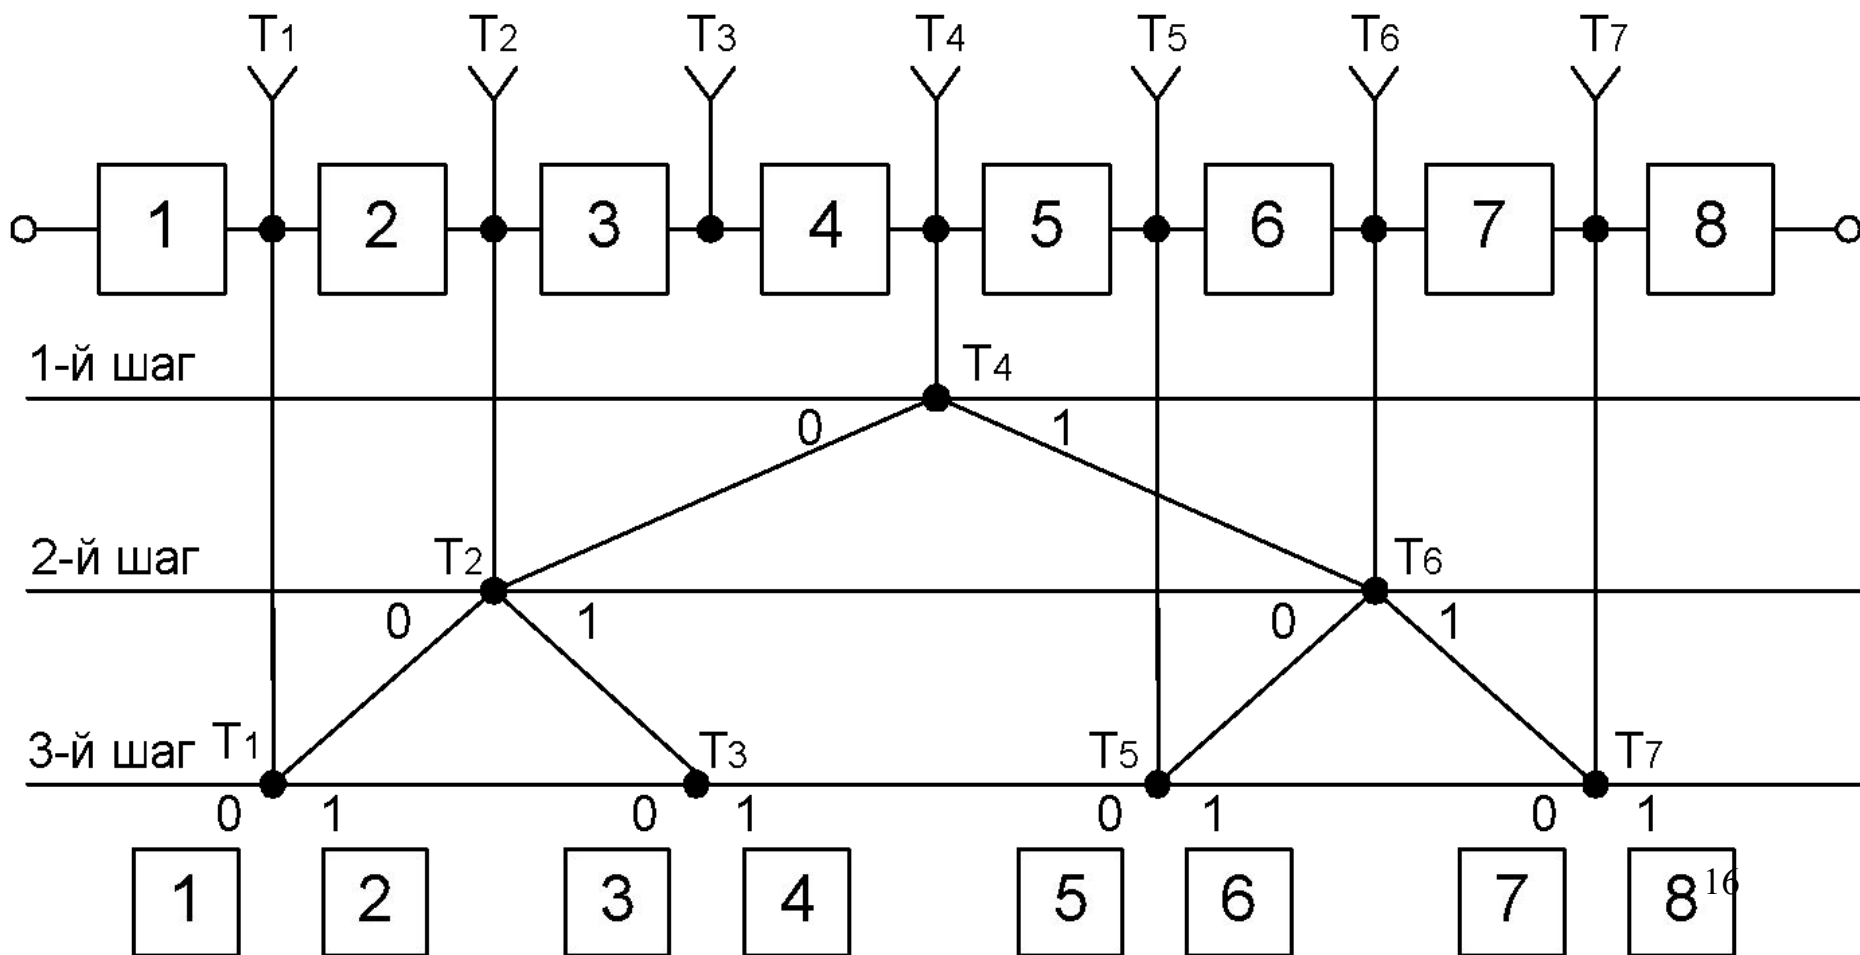 T1 T2 T3 T4 T5 T6 T7
1 2 3 4 5 6 7 8
1-й шаг T4
0 1
2-й шаг T2 T6
0 1 0 1
3-й шаг T1 T3 T5 T7
0 1 0 1 0 1 0 1
1 2 3 4 5 6 7 8 16